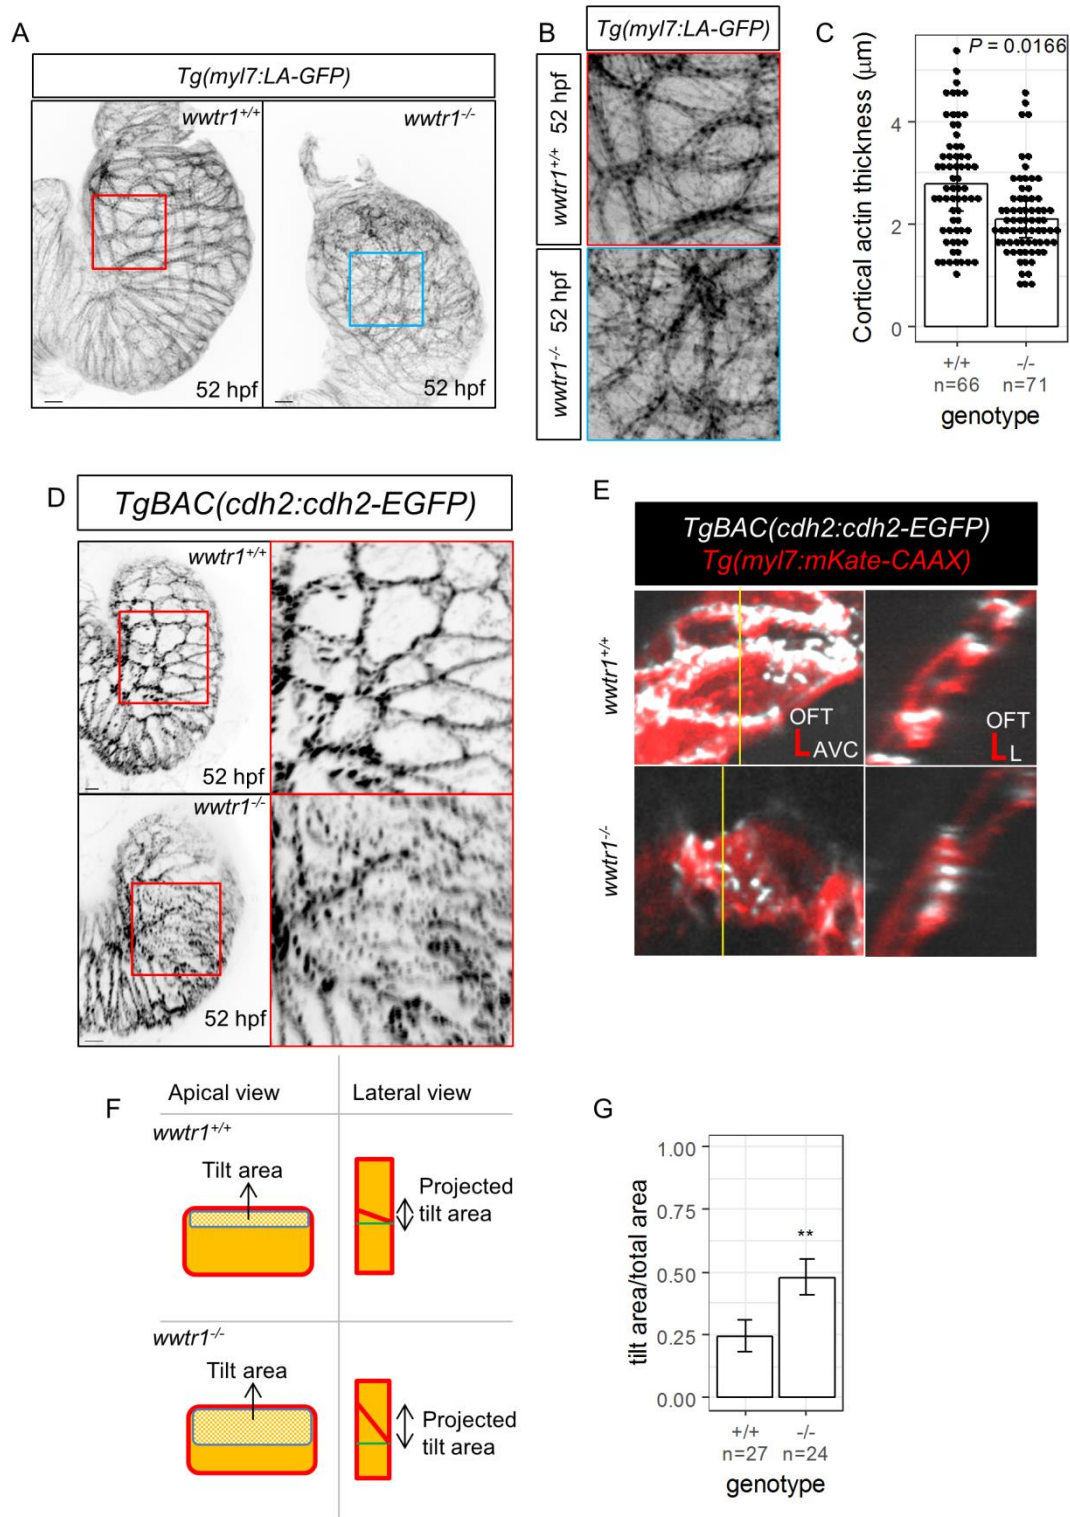 A
Tg(myl7:LA-GFP)
wwtr1+/+
wwtr1-/-
52 hpf
52 hpf
B
Tg(myl7:LA-GFP)
wwtr1+/+ 52 hpf
wwtr1-/- 52 hpf
C
P = 0.0166
Cortical actin thickness (μm)
4
2
0
+/+
-/-
n=66
n=71
genotype
D
TgBAC(cdh2:cdh2-EGFP)
wwtr1+/+
52 hpf
wwtr1-/-
52 hpf
E
TgBAC(cdh2:cdh2-EGFP)
Tg(myl7:mKate-CAAX)
wwtr1+/+
OFT
AVC
OFT
L
wwtr1-/-
F
Apical view
Lateral view
wwtr1+/+
Tilt area
Projected
tilt area
wwtr1-/-
Tilt area
Projected
tilt area
G
tilt area/total area
1.00
0.75
0.50
0.25
0.00
**
+/+
-/-
n=27
n=24
genotype